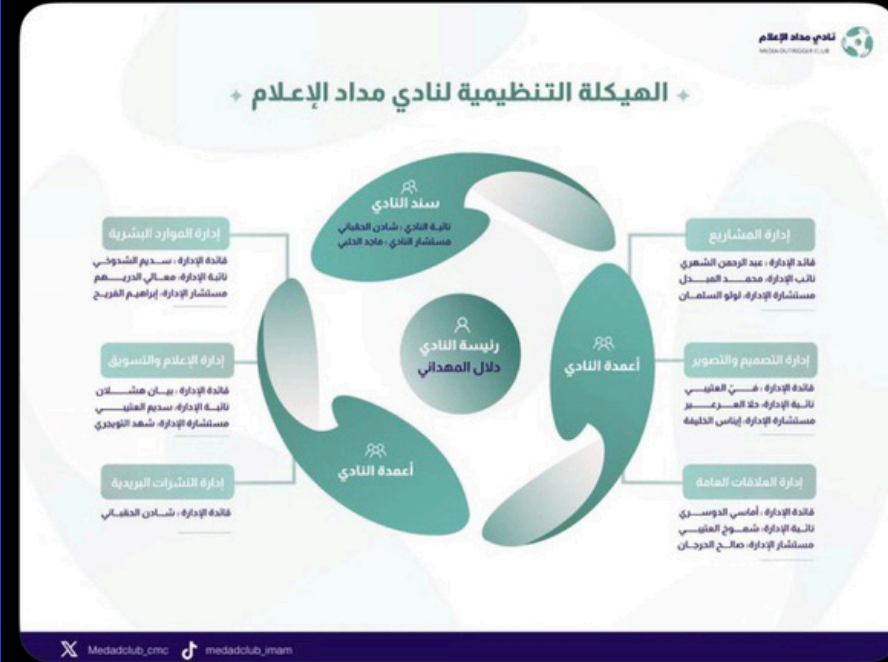 نادي مداد الإعلام
الهيكلة التنظيمية لنادي مداد الإعلام
سند النادي
نائبة النادي : شادن الحقباني
مستشار النادي : ماجد الحلبي
رئيسة النادي
دلال المهداني
أعمدة النادي
أعمدة النادي
إدارة المشاريع
قائد الإدارة : عبد الرحمن الشهري
نائب الإدارة: محمد المبدل
مستشارة الإدارة: لولو السلمان
إدارة التصميم والتصوير
قائدة الإدارة : مي العتيبي
نائبة الإدارة: حلا العرعير
مستشارة الإدارة: إيناس الخليفة
إدارة العلاقات العامة
قائدة الإدارة : أماسي الدوسري
نائبة الإدارة: شموخ العتيبي
مستشار الإدارة: صالح الدرجان
إدارة الموارد البشرية
قائدة الإدارة : سديم الشدوخي
نائبة الإدارة: معالي الدريهم
مستشار الإدارة: إبراهيم الفريح
إدارة الإعلام والتسويق
قائدة الإدارة : بيان هشلان
نائبة الإدارة: سديم العتيبي
مستشارة الإدارة: شهد التويجري
إدارة النشرات البريدية
قائدة الإدارة : شادن الحقباني
Medadclub_cmc
medadclub_imam